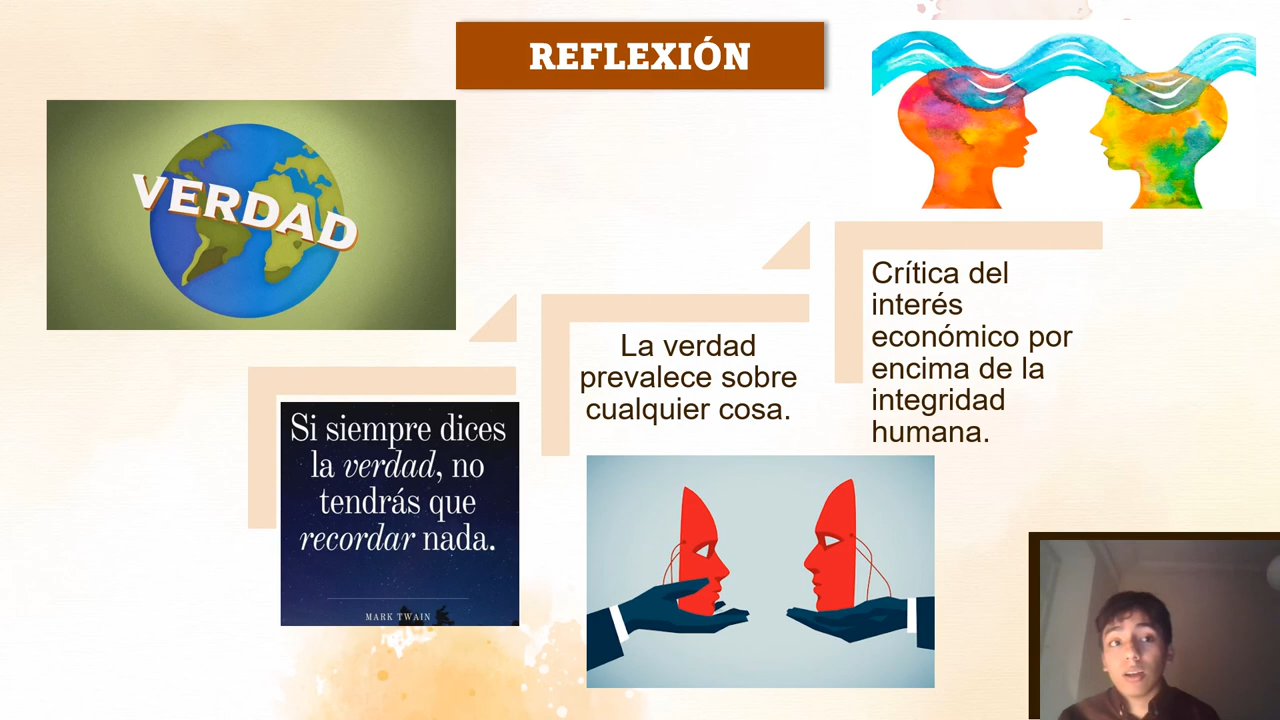 REFLEXIÓN
VERDAD
Si siempre dices
la verdad, no
tendrás que
recordar nada.
MARK TWAIN
La verdad
prevalece sobre
cualquier cosa.
Crítica del
interés
económico por
encima de la
integridad
humana.